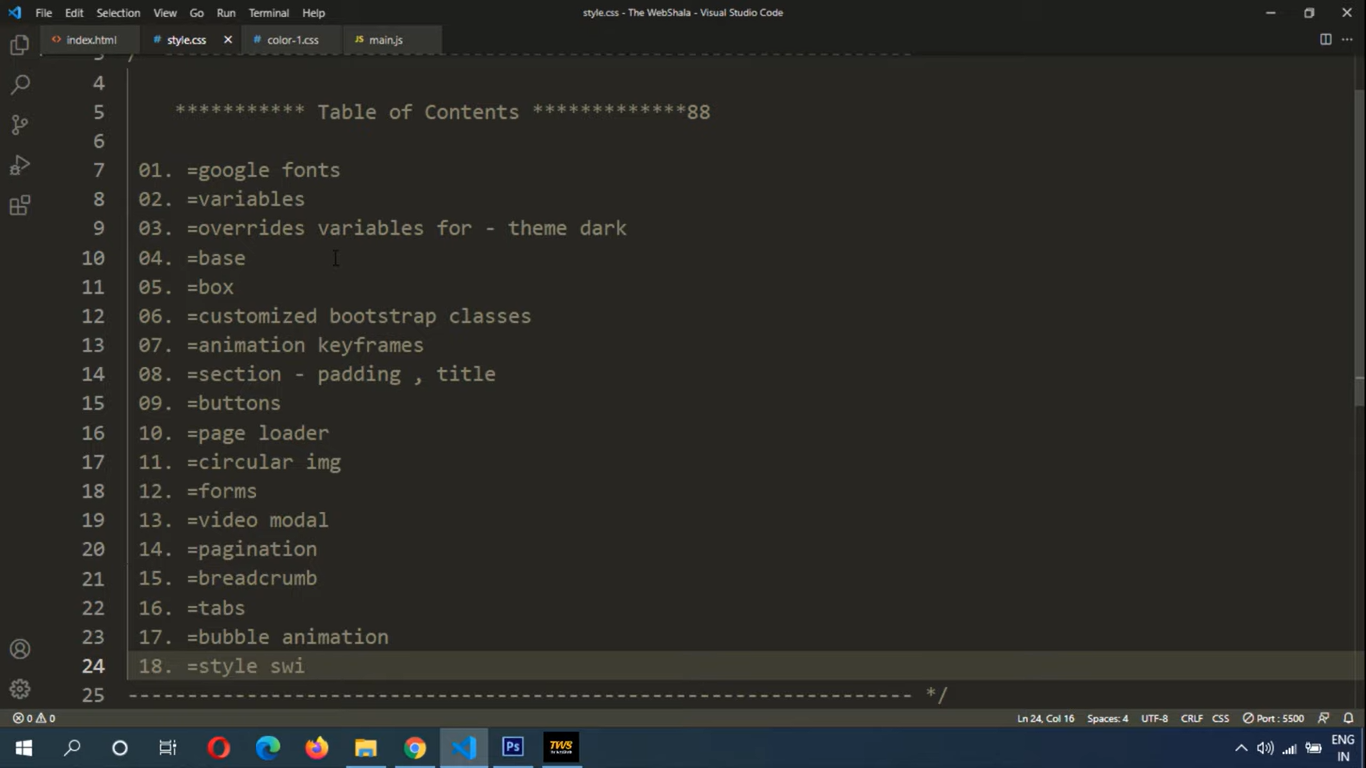 File Edit Selection View Go Run Terminal Help style.css - The WebShala - Visual Studio Code
index.html # style.css # color-1.css JS main.js
4
5 *********** Table of Contents *************88
6
7 01. =google fonts
8 02. =variables
9 03. =overrides variables for - theme dark
10 04. =base
11 05. =box
12 06. =customized bootstrap classes
13 07. =animation keyframes
14 08. =section - padding , title
15 09. =buttons
16 10. =page loader
17 11. =circular img
18 12. =forms
19 13. =video modal
20 14. =pagination
21 15. =breadcrumb
22 16. =tabs
23 17. =bubble animation
24 18. =style swi
25 ------------------------------------------------------------------ */
0 0 Ln 24, Col 16 Spaces: 4 UTF-8 CRLF CSS Port : 5500
Ps TWS ENG
IN